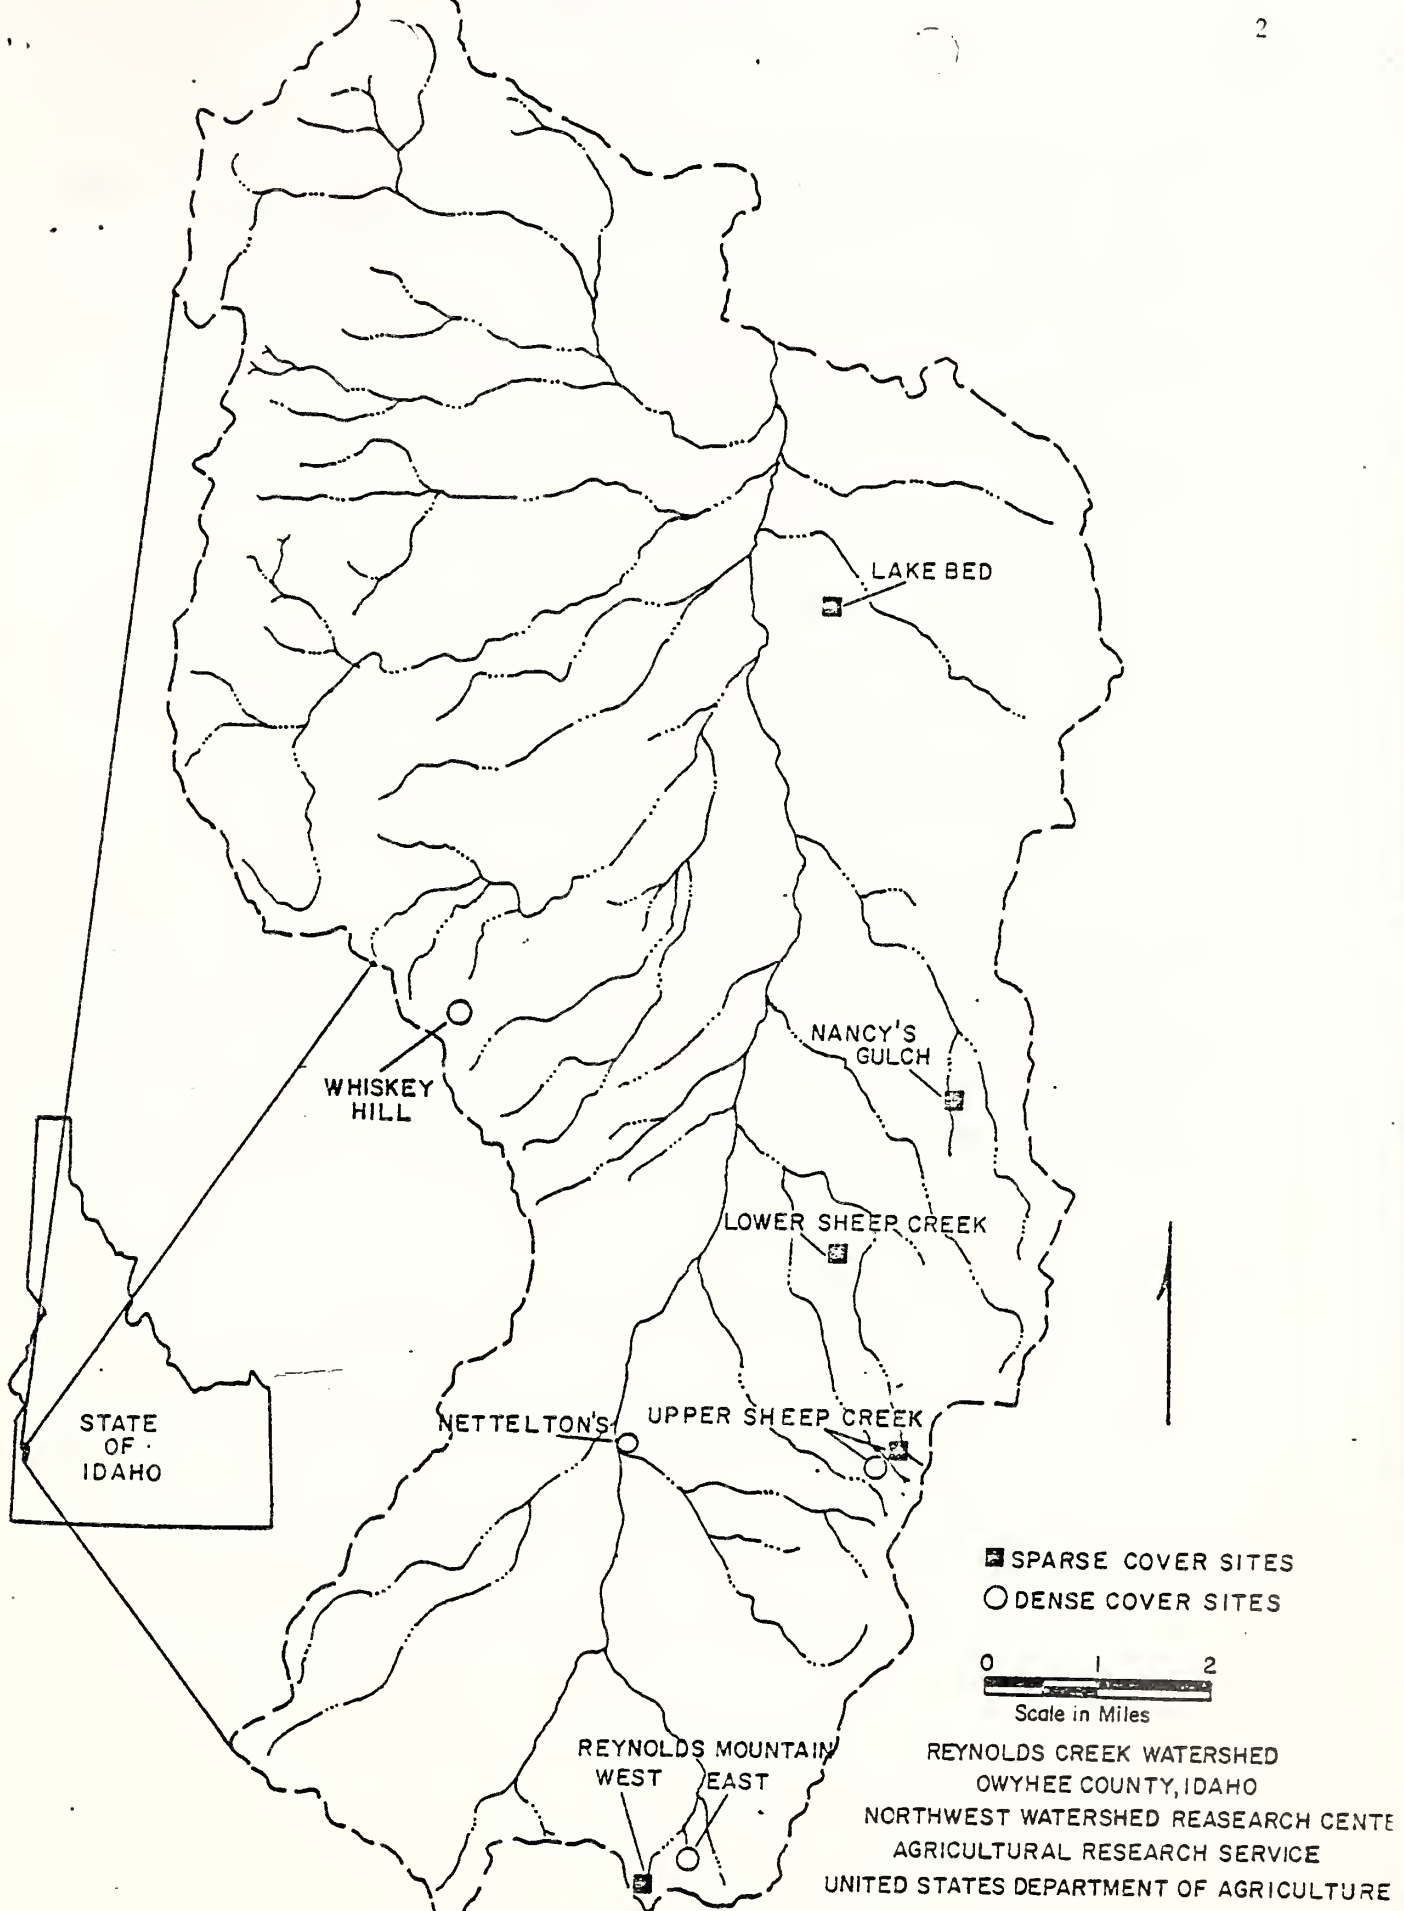 2
LAKE BED
NANCY'S
GULCH
WHISKEY
HILL
LOWER SHEEP CREEK
NETTELTON'S
UPPER SHEEP CREEK
STATE
OF
IDAHO
SPARSE COVER SITES
DENSE COVER SITES
0 1 2
Scale in Miles
REYNOLDS MOUNTAIN
WEST EAST
REYNOLDS CREEK WATERSHED
OWYHEE COUNTY, IDAHO
NORTHWEST WATERSHED REASEARCH CENTE
AGRICULTURAL RESEARCH SERVICE
UNITED STATES DEPARTMENT OF AGRICULTURE